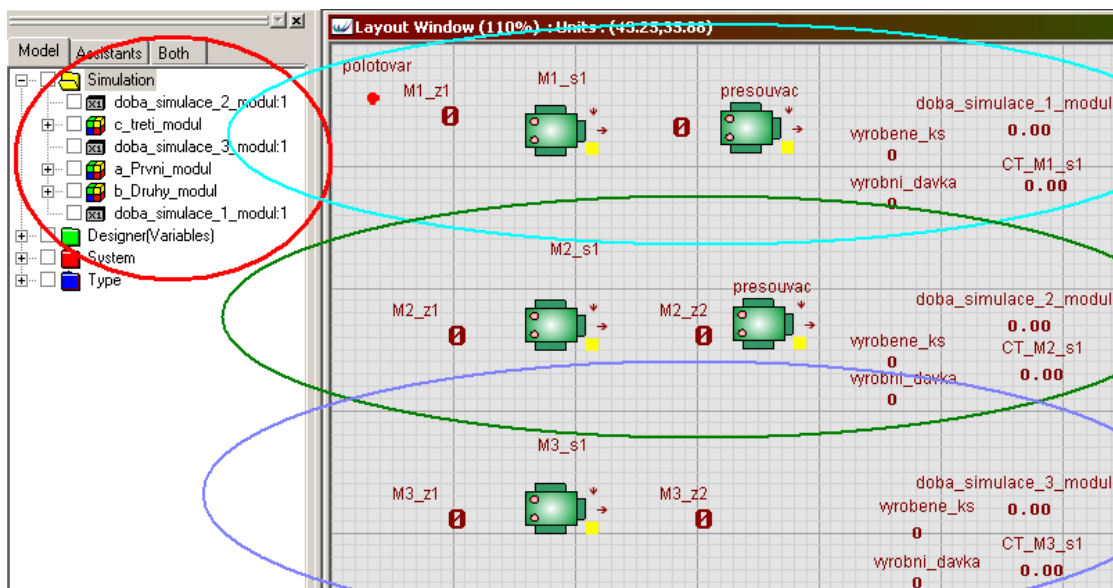 Model Assistants Both
Simulation
doba_simulace_2_modul:1
c_treti_modul
doba_simulace_3_modul:1
a_Prvni_modul
b_Druhy_modul
doba_simulace_1_modul:1
Designer(Variables)
System
Type
Layout Window (110%) : Units : (43.25,35.88)
polotovar
M1_z1
0
M1_s1
0
presouvac
doba_simulace_1_modul
0.00
vyrobene_ks
0
CT_M1_s1
0.00
vyrobni_davka
0
M2_s1
M2_z1
0
M2_z2
0
presouvac
doba_simulace_2_modul
0.00
vyrobene_ks
0
CT_M2_s1
0.00
vyrobni_davka
0
M3_s1
M3_z1
0
M3_z2
0
doba_simulace_3_modul
0.00
vyrobene_ks
0
CT_M3_s1
0.00
vyrobni_davka
0